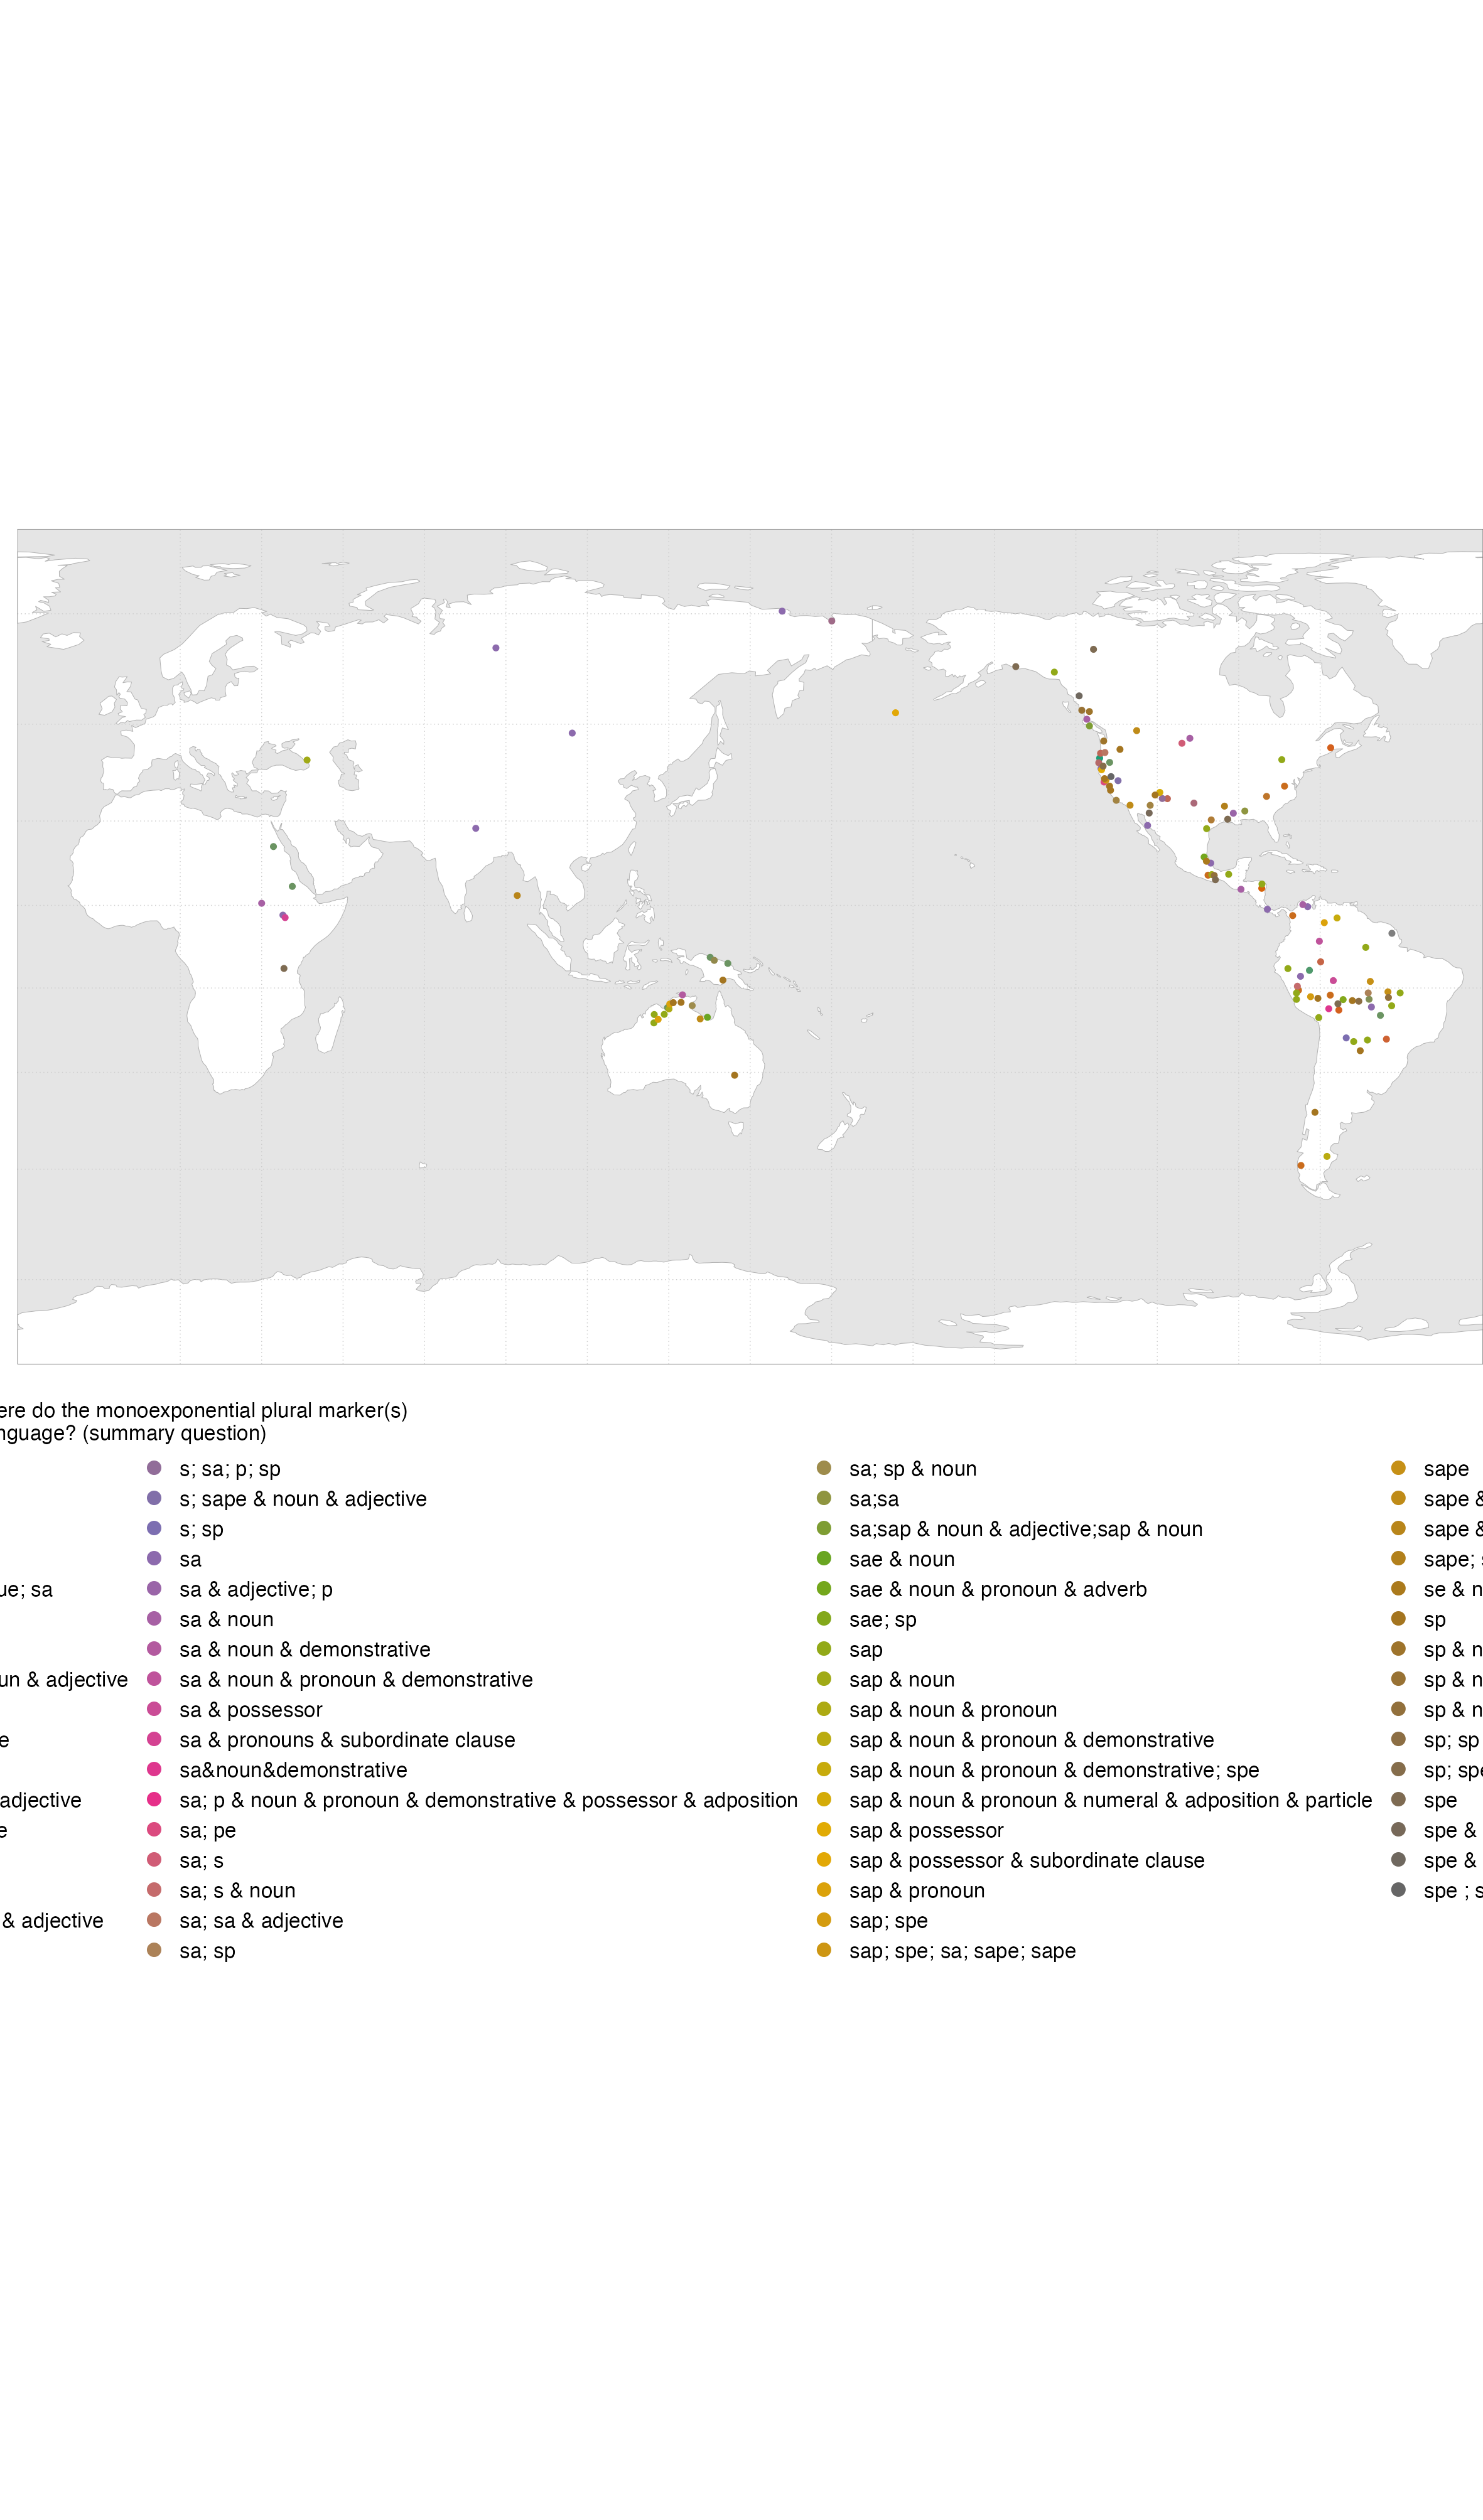 ere do the monoexponential plural marker(s)
nguage? (summary question)
ue; sa
un & adjective
e
adjective
e
& adjective
s; sa; p; sp
s; sape & noun & adjective
s; sp
sa
sa & adjective; p
sa & noun
sa & noun & demonstrative
sa & noun & pronoun & demonstrative
sa & possessor
sa & pronouns & subordinate clause
sa&noun&demonstrative
sa; p & noun & pronoun & demonstrative & possessor & adposition
sa; pe
sa; s
sa; s & noun
sa; sa & adjective
sa; sp
sa; sp & noun
sa;sa
sa;sap & noun & adjective;sap & noun
sae & noun
sae & noun & pronoun & adverb
sae; sp
sap
sap & noun
sap & noun & pronoun
sap & noun & pronoun & demonstrative
sap & noun & pronoun & demonstrative; spe
sap & noun & pronoun & numeral & adposition & particle
sap & possessor
sap & possessor & subordinate clause
sap & pronoun
sap; spe
sap; spe; sa; sape; sape
sape
sape &
sape &
sape; s
se & n
sp
sp & n
sp & n
sp & n
sp; sp
sp; spe
spe
spe &
spe &
spe ; s